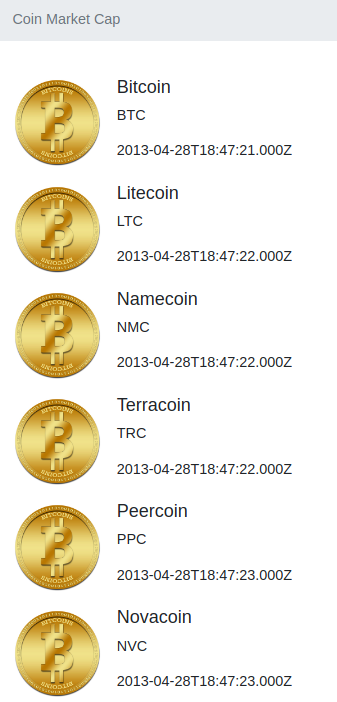 Coin Market Cap
Bitcoin
BTC
2013-04-28T18:47:21.000Z
Litecoin
LTC
2013-04-28T18:47:22.000Z
Namecoin
NMC
2013-04-28T18:47:22.000Z
Terracoin
TRC
2013-04-28T18:47:22.000Z
Peercoin
PPC
2013-04-28T18:47:23.000Z
Novacoin
NVC
2013-04-28T18:47:23.000Z